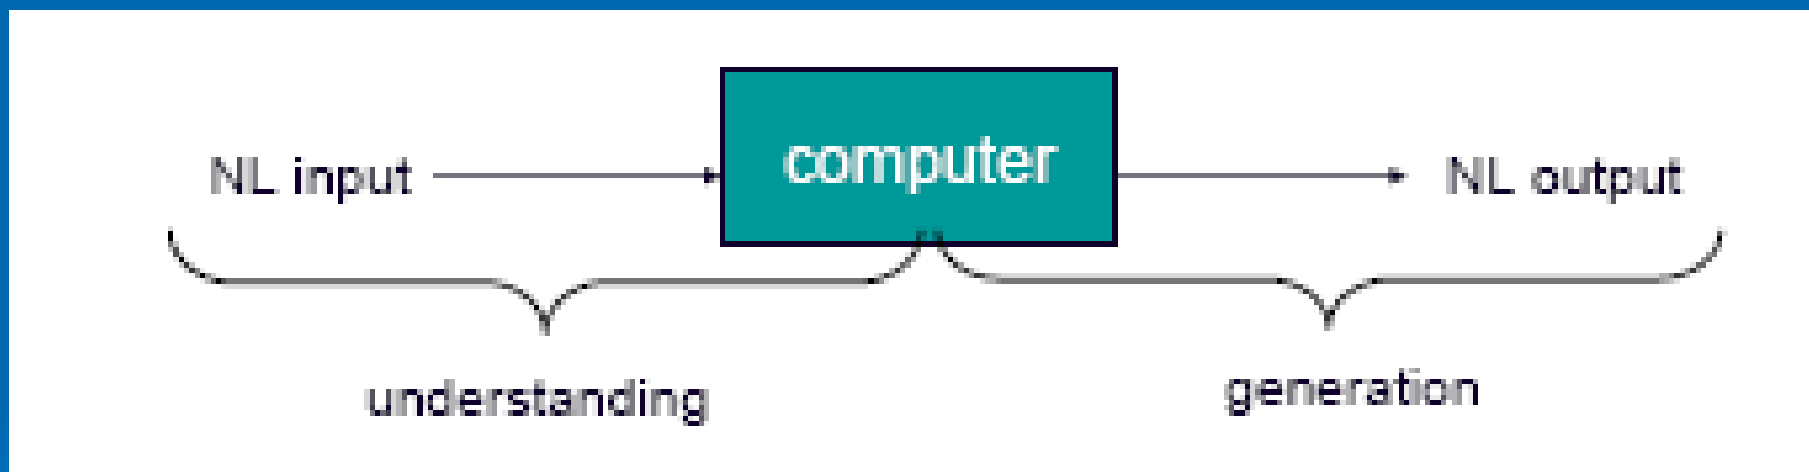 NL input
computer
NL output
understanding
generation